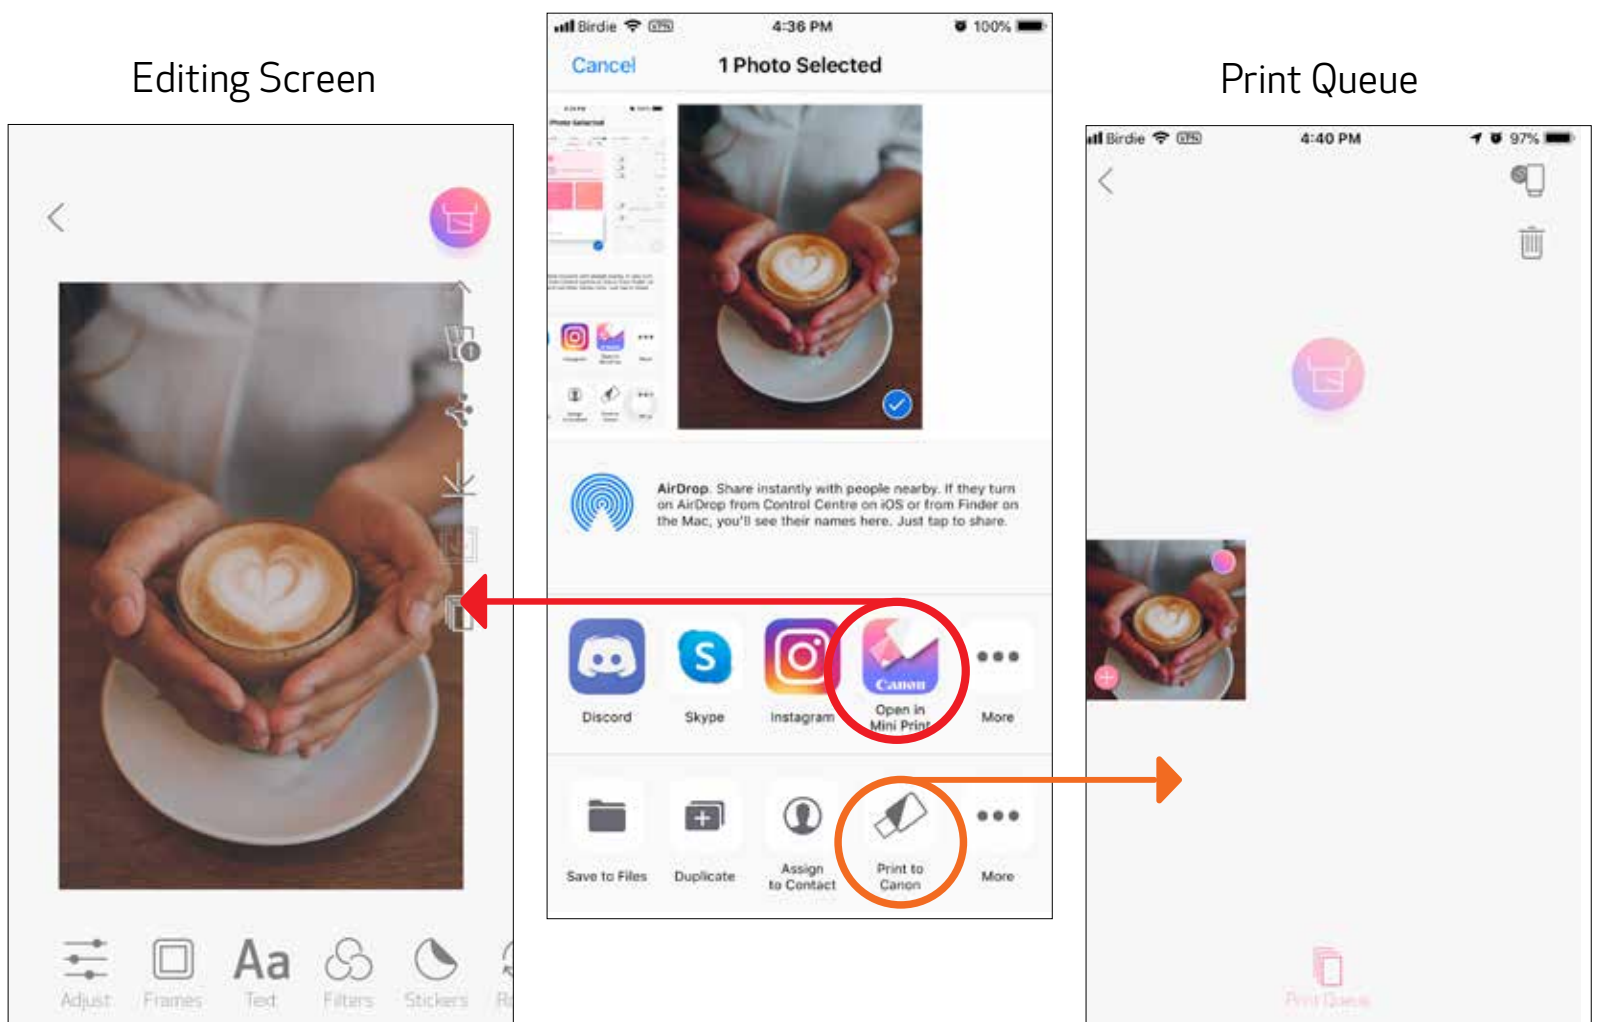 Editing Screen
Adjust
Frames
Aa
Text
Filters
Stickers
Birdie
VPN
4:36 PM
100%
Cancel
1 Photo Selected
AirDrop. Share instantly with people nearby. If they turn
on AirDrop from Control Centre on iOS or from Finder on
the Mac, you'll see their names here. Just tap to share.
Canon
Discord
Skype
Instagram
Open in
Mini Print
More
Save to Files
Duplicate
Assign
to Contact
Print to
Canon
More
Print Queue
Birdie
VPN
4:40 PM
97%
Print Queue